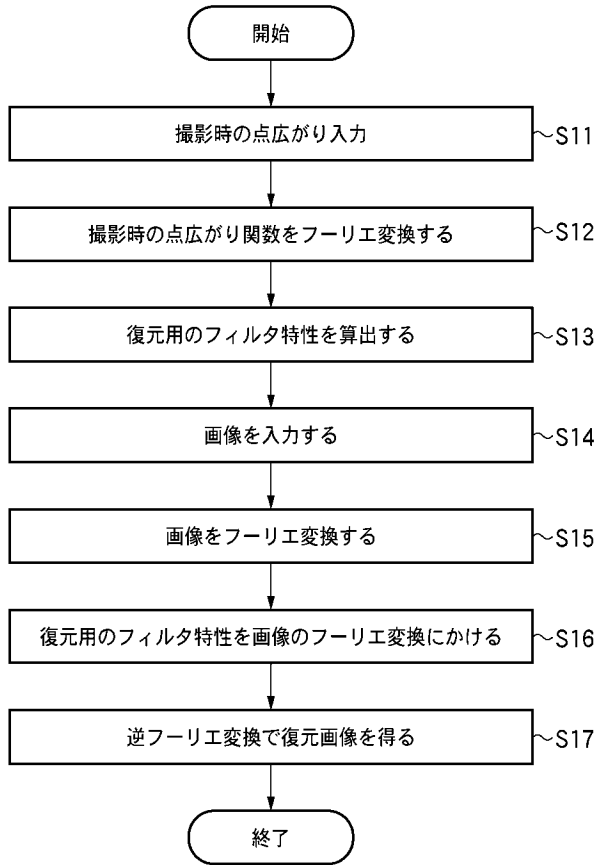 開始
撮影時の点広がり入力
S11
撮影時の点広がり関数をフーリエ変換する
S12
復元用のフィルタ特性を算出する
S13
画像を入力する
S14
画像をフーリエ変換する
S15
復元用のフィルタ特性を画像のフーリエ変換にかける
S16
逆フーリエ変換で復元画像を得る
S17
終了